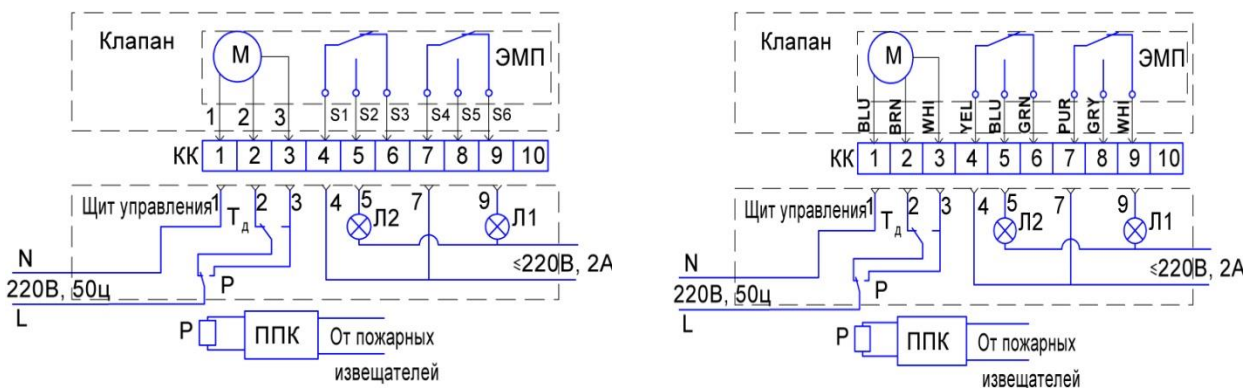 Клапан
М
ЭМП
1 2 3 S1 S2 S3 S4 S5 S6
КК 1 2 3 4 5 6 7 8 9 10
Щит управления 1 2 3 4 5 7 9
Тд Л2 Л1
N
≤220В, 2А
220В, 50ц Р
L
Р ППК От пожарных
извещателей
Клапан
М
ЭМП
BLU BRN WHI YEL BLU GRN PUR GRY WHI
КК 1 2 3 4 5 6 7 8 9 10
Щит управления 1 2 3 4 5 7 9
Тд Л2 Л1
N
≤220В, 2А
220В, 50ц Р
L
Р ППК От пожарных
извещателей